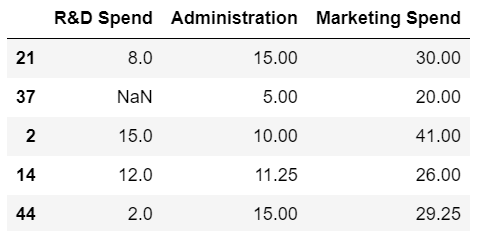 R&D Spend Administration Marketing Spend
21 8.0 15.00 30.00
37 NaN 5.00 20.00
2 15.0 10.00 41.00
14 12.0 11.25 26.00
44 2.0 15.00 29.25